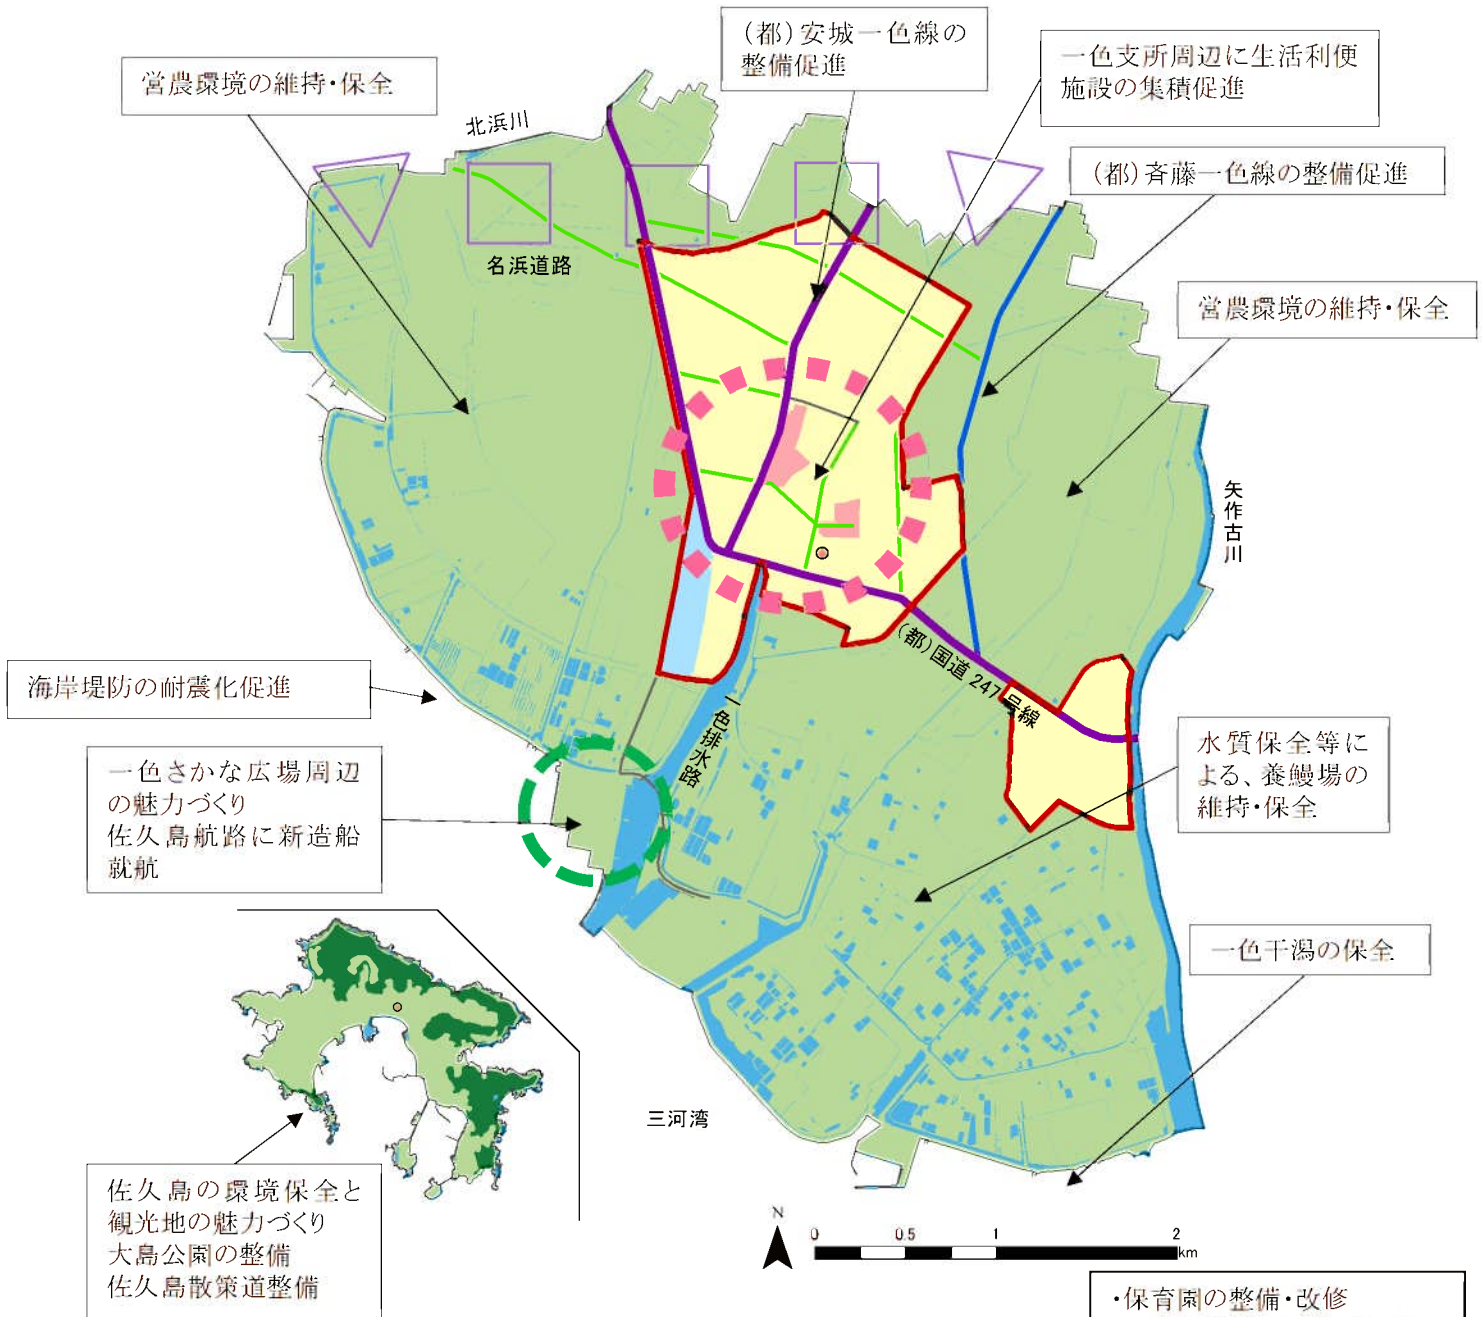 (都)安城一色線の
整備促進
一色支所周辺に生活利便
施設の集積促進
営農環境の維持・保全
北浜川
(都)斉藤一色線の整備促進
名浜道路
営農環境の維持・保全
矢作古川
(都)国道 247 号線
海岸堤防の耐震化促進
一色排水路
水質保全等に
よる、養鰻場の
維持・保全
一色さかな広場周辺
の魅力づくり
佐久島航路に新造船
就航
一色干潟の保全
三河湾
佐久島の環境保全と
観光地の魅力づくり
大島公園の整備
佐久島散策道整備
N
0 0.5 1 2
km
・保育園の整備・改修